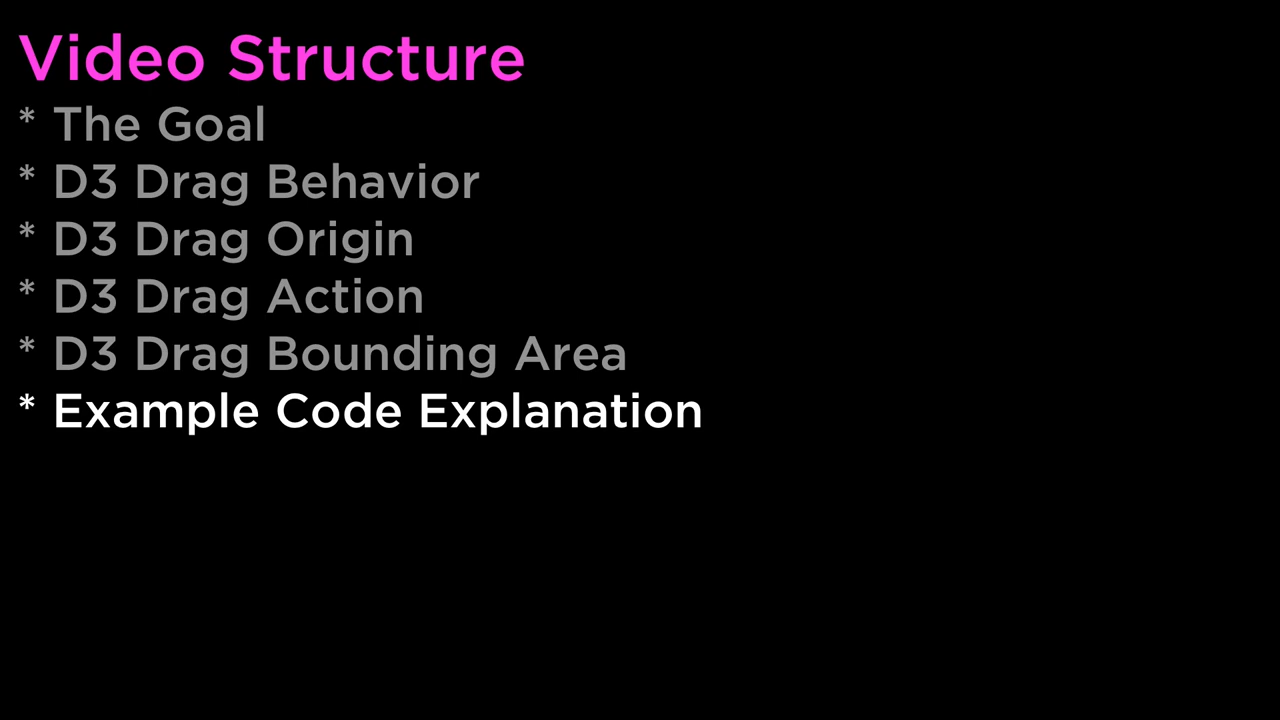 Video Structure
* The Goal
* D3 Drag Behavior
* D3 Drag Origin
* D3 Drag Action
* D3 Drag Bounding Area
* Example Code Explanation